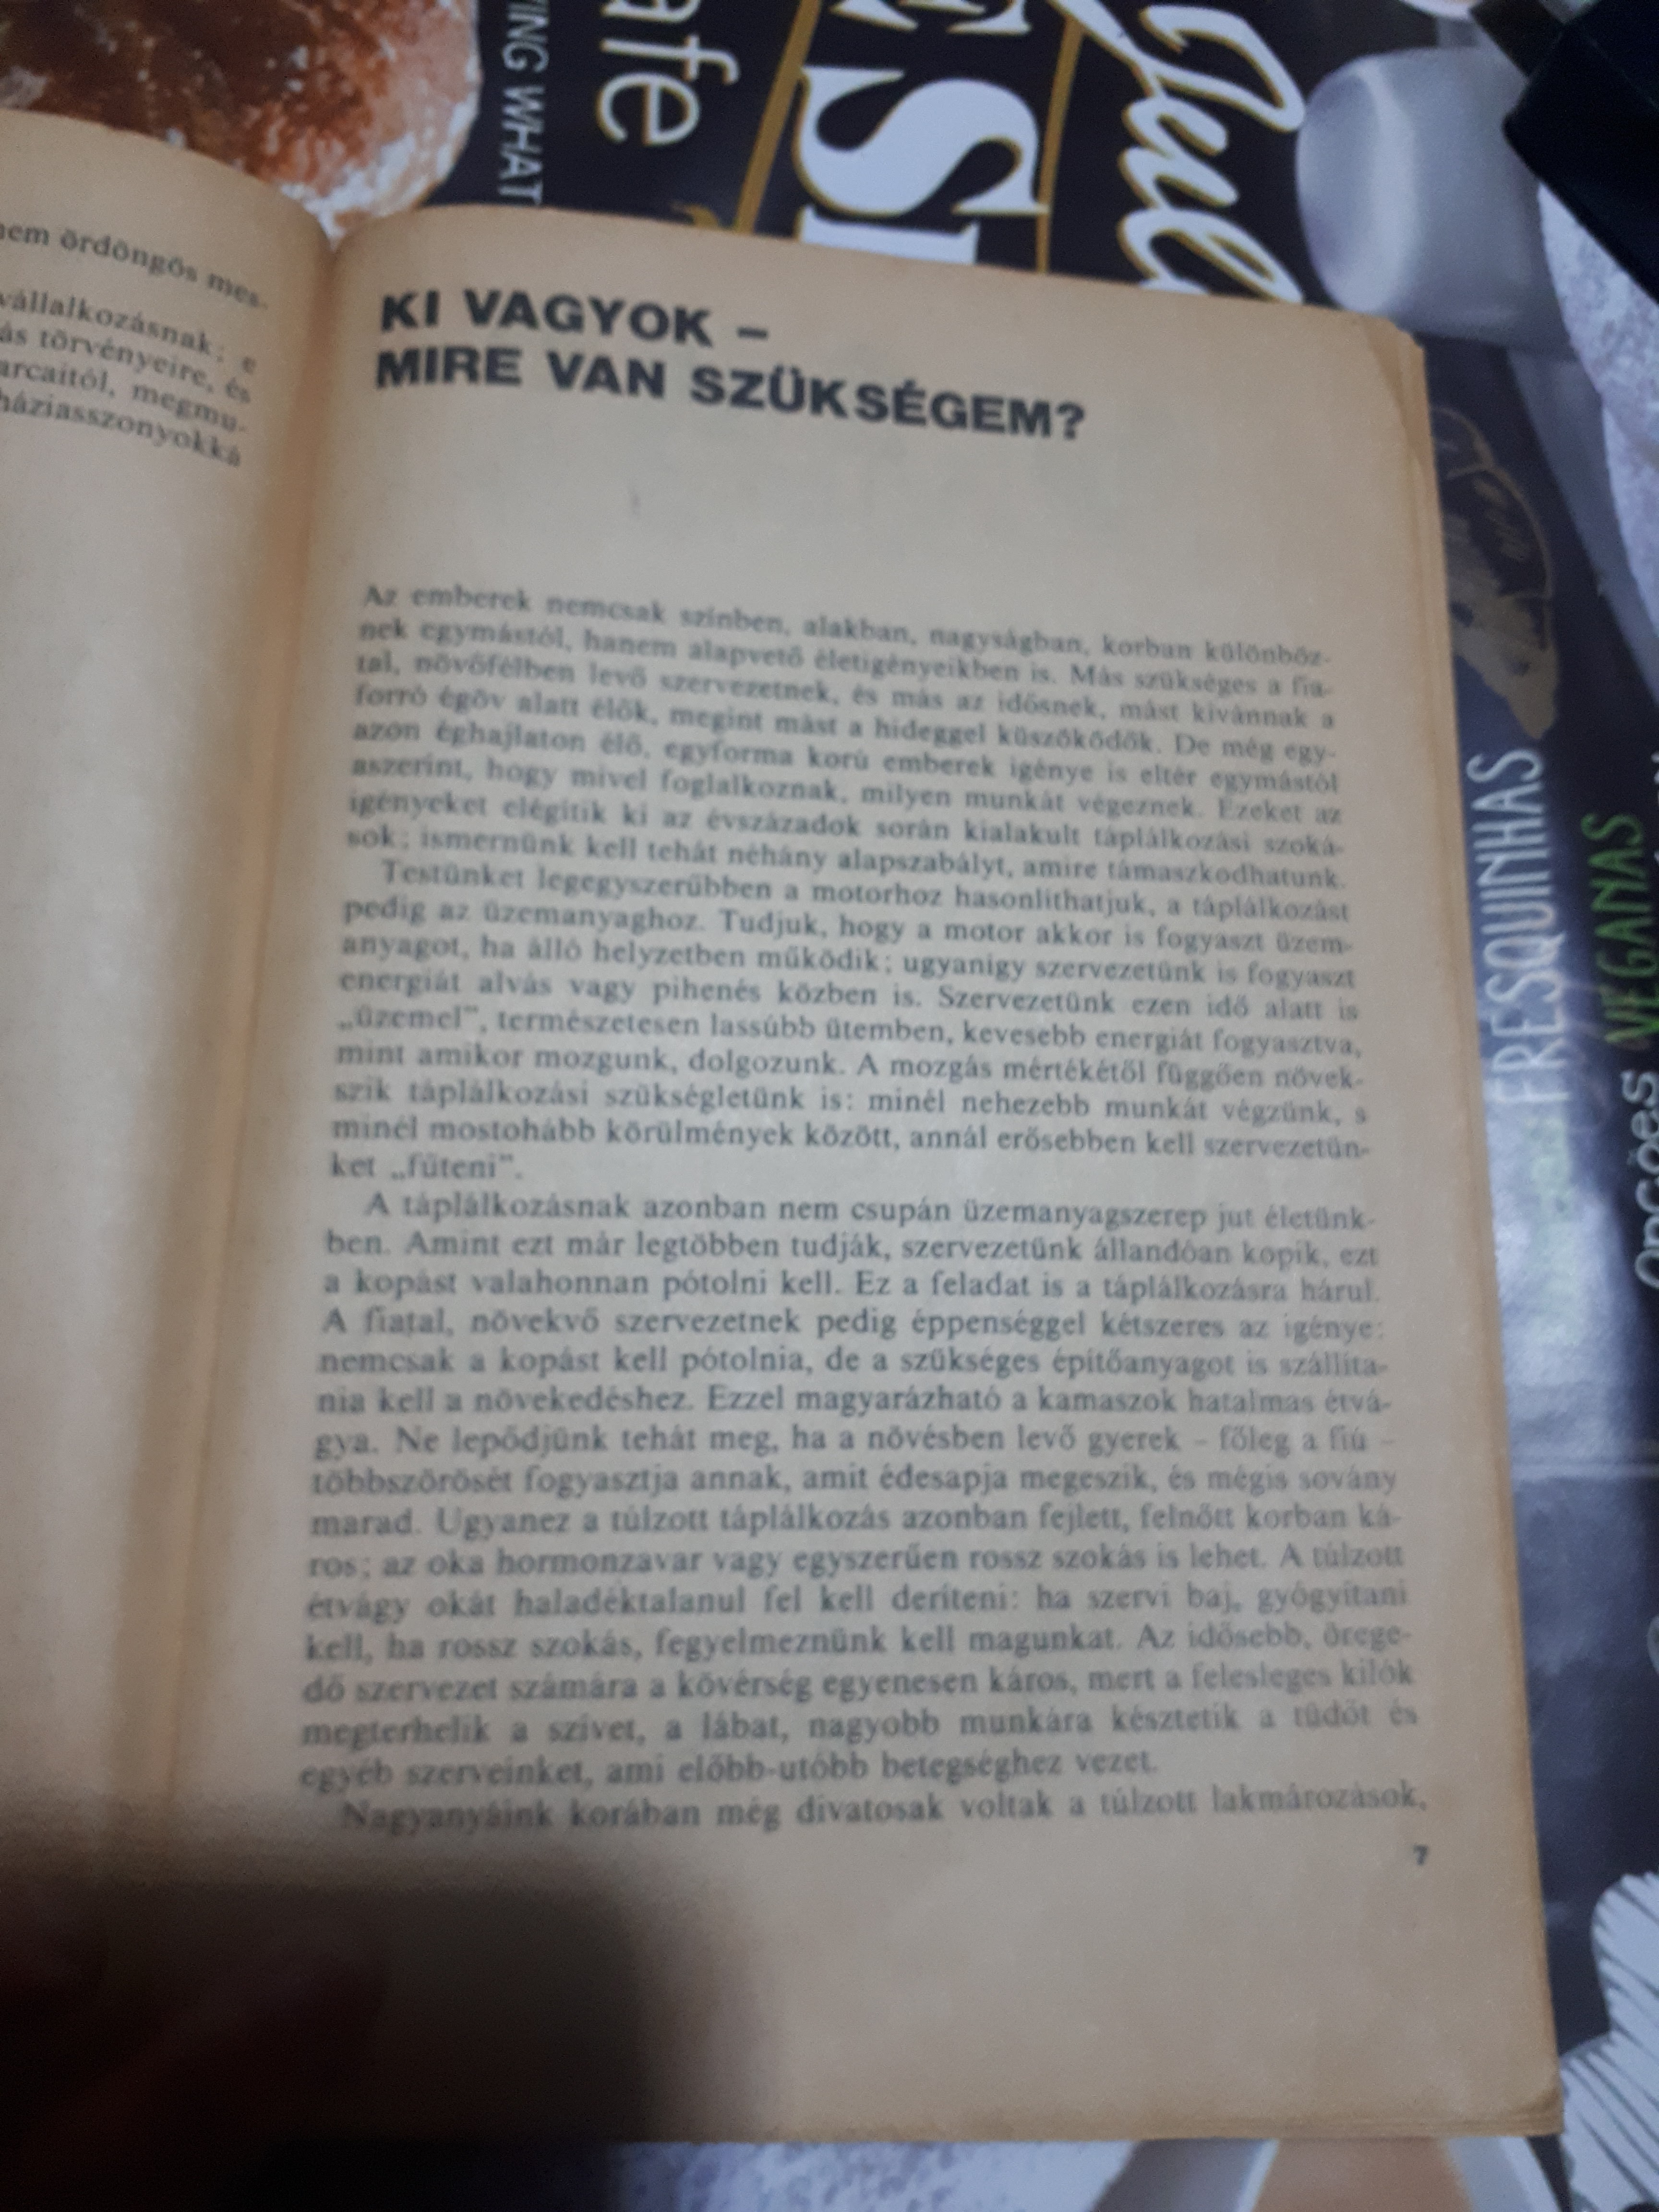 nem ördöngös mes-
vállalkozásnak; e
ás törvényeire, és
arcaitól, megmu-
háziasszonyokká
KI VAGYOK –
MIRE VAN SZÜKSÉGEM?
Az emberek nemcsak színben, alakban, nagyságban, korban különböz-
nek egymástól, hanem alapvető életigényeikben is. Más szükséges a fia-
tal, növőfélben levő szervezetnek, és más az idősnek, mást kívánnak a
forró égöv alatt élők, megint mást a hideggel küszködők. De még egy-
azon éghajlaton élő, egyforma korú emberek igénye is eltér egymástól
aszerint, hogy mivel foglalkoznak, milyen munkát végeznek. Ezeket az
igényeket elégítik ki az évszázadok során kialakult táplálkozási szoká-
sok; ismernünk kell tehát néhány alapszabályt, amire támaszkodhatunk.
Testünket legegyszerűbben a motorhoz hasonlíthatjuk, a táplálkozást
pedig az üzemanyaghoz. Tudjuk, hogy a motor akkor is fogyaszt üzem-
anyagot, ha álló helyzetben működik; ugyanígy szervezetünk is fogyaszt
energiát alvás vagy pihenés közben is. Szervezetünk ezen idő alatt is
„üzemel”, természetesen lassúbb ütemben, kevesebb energiát fogyasztva,
mint amikor mozgunk, dolgozunk. A mozgás mértékétől függően növek-
szik táplálkozási szükségletünk is: minél nehezebb munkát végzünk, s
minél mostohább körülmények között, annál erősebben kell szervezetün-
ket „fűteni”.
A táplálkozásnak azonban nem csupán üzemanyagszerep jut életünk-
ben. Amint ezt már legtöbben tudják, szervezetünk állandóan kopik, ezt
a kopást valahonnan pótolni kell. Ez a feladat is a táplálkozásra hárul.
A fiatal, növekvő szervezetnek pedig éppenséggel kétszeres az igénye:
nemcsak a kopást kell pótolnia, de a szükséges építőanyagot is szállíta-
nia kell a növekedéshez. Ezzel magyarázható a kamaszok hatalmas étvá-
gya. Ne lepődjünk tehát meg, ha a növésben levő gyerek – főleg a fiú –
többszörösét fogyasztja annak, amit édesapja megeszik, és mégis sovány
marad. Ugyanez a túlzott táplálkozás azonban fejlett, felnőtt korban ká-
ros; az oka hormonzavar vagy egyszerűen rossz szokás is lehet. A túlzott
étvágy okát haladéktalanul fel kell deríteni: ha szervi baj, gyógyítani
kell, ha rossz szokás, fegyelmeznünk kell magunkat. Az idősebb, örege-
dő szervezet számára a kövérség egyenesen káros, mert a felesleges kilók
megterhelik a szívet, a lábat, nagyobb munkára késztetik a tüdőt és
egyéb szerveinket, ami előbb-utóbb betegséghez vezet.
Nagyanyáink korában még divatosak voltak a túlzott lakmározások,
7
WHAT
FRESQUINHAS
VEGANAS
OPÇÕES